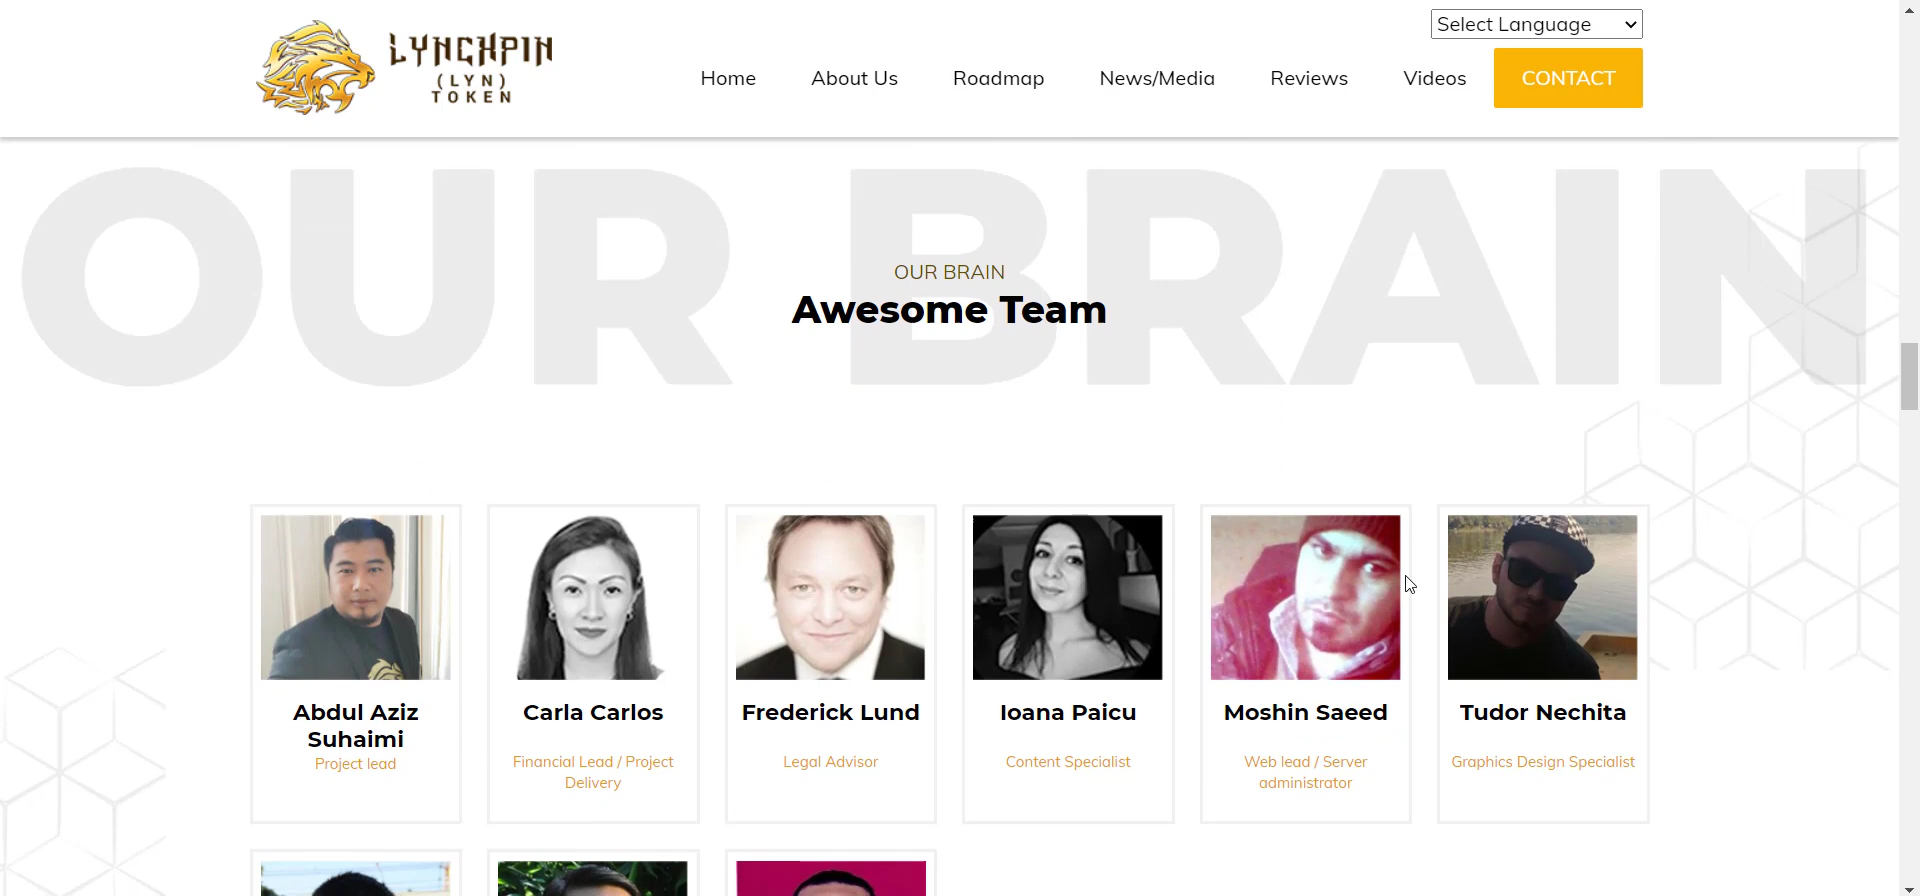 LYNCHPIN
(LYN)
TOKEN
Select Language
Home
About Us
Roadmap
News/Media
Reviews
Videos
CONTACT
OUR BRAIN
OUR BRAIN
Awesome Team
Abdul Aziz
Suhaimi
Project lead
Carla Carlos
Financial Lead / Project
Delivery
Frederick Lund
Legal Advisor
Ioana Paicu
Content Specialist
Moshin Saeed
Web lead / Server
administrator
Tudor Nechita
Graphics Design Specialist